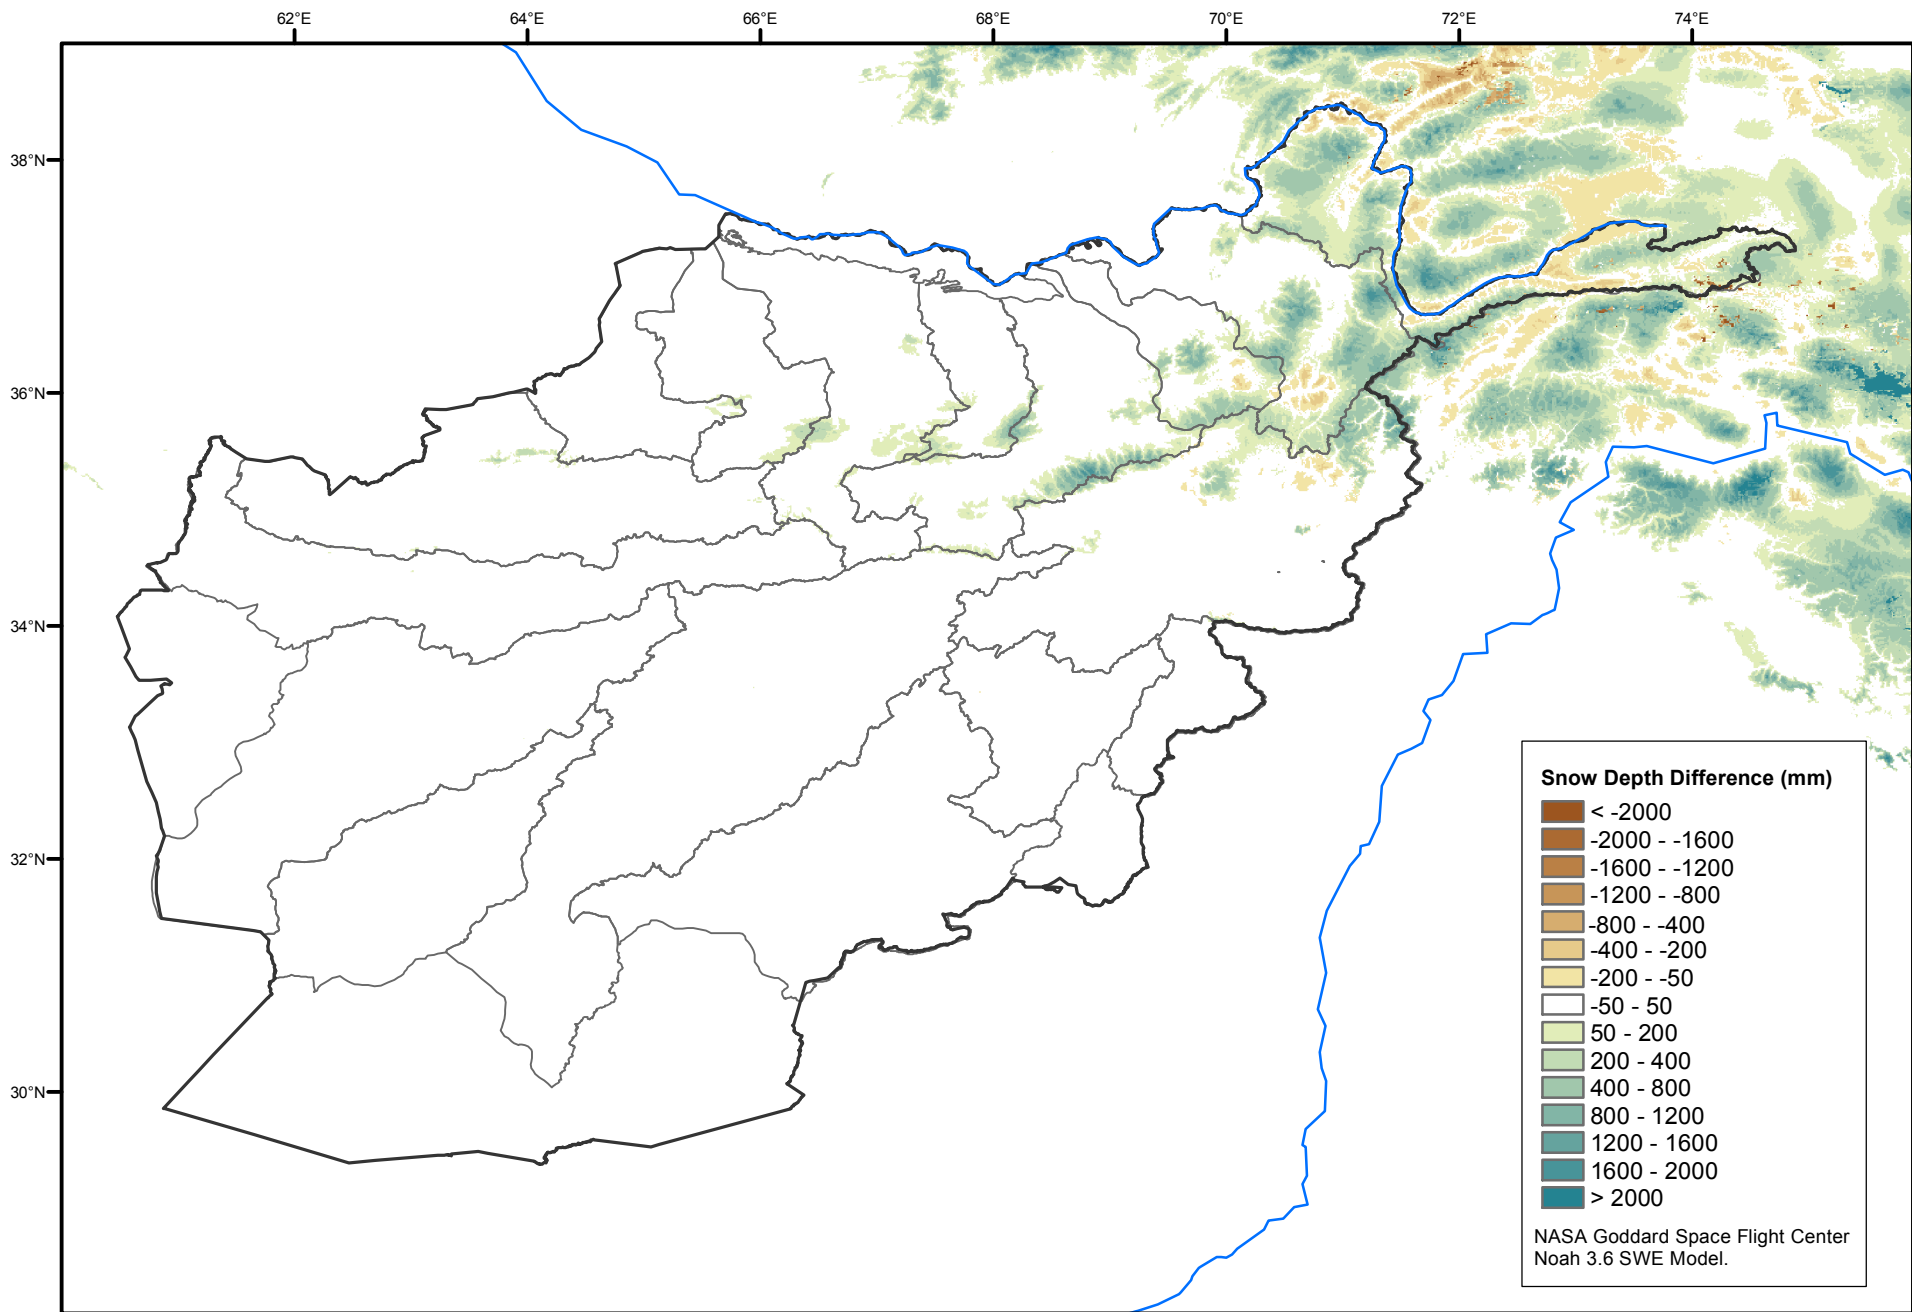 62°E 64°E 66°E 68°E 70°E 72°E 74°E
38°N
36°N
34°N
32°N
30°N
Snow Depth Difference (mm)
< -2000
-2000 - -1600
-1600 - -1200
-1200 - -800
-800 - -400
-400 - -200
-200 - -50
-50 - 50
50 - 200
200 - 400
400 - 800
800 - 1200
1200 - 1600
1600 - 2000
> 2000
NASA Goddard Space Flight Center
Noah 3.6 SWE Model.